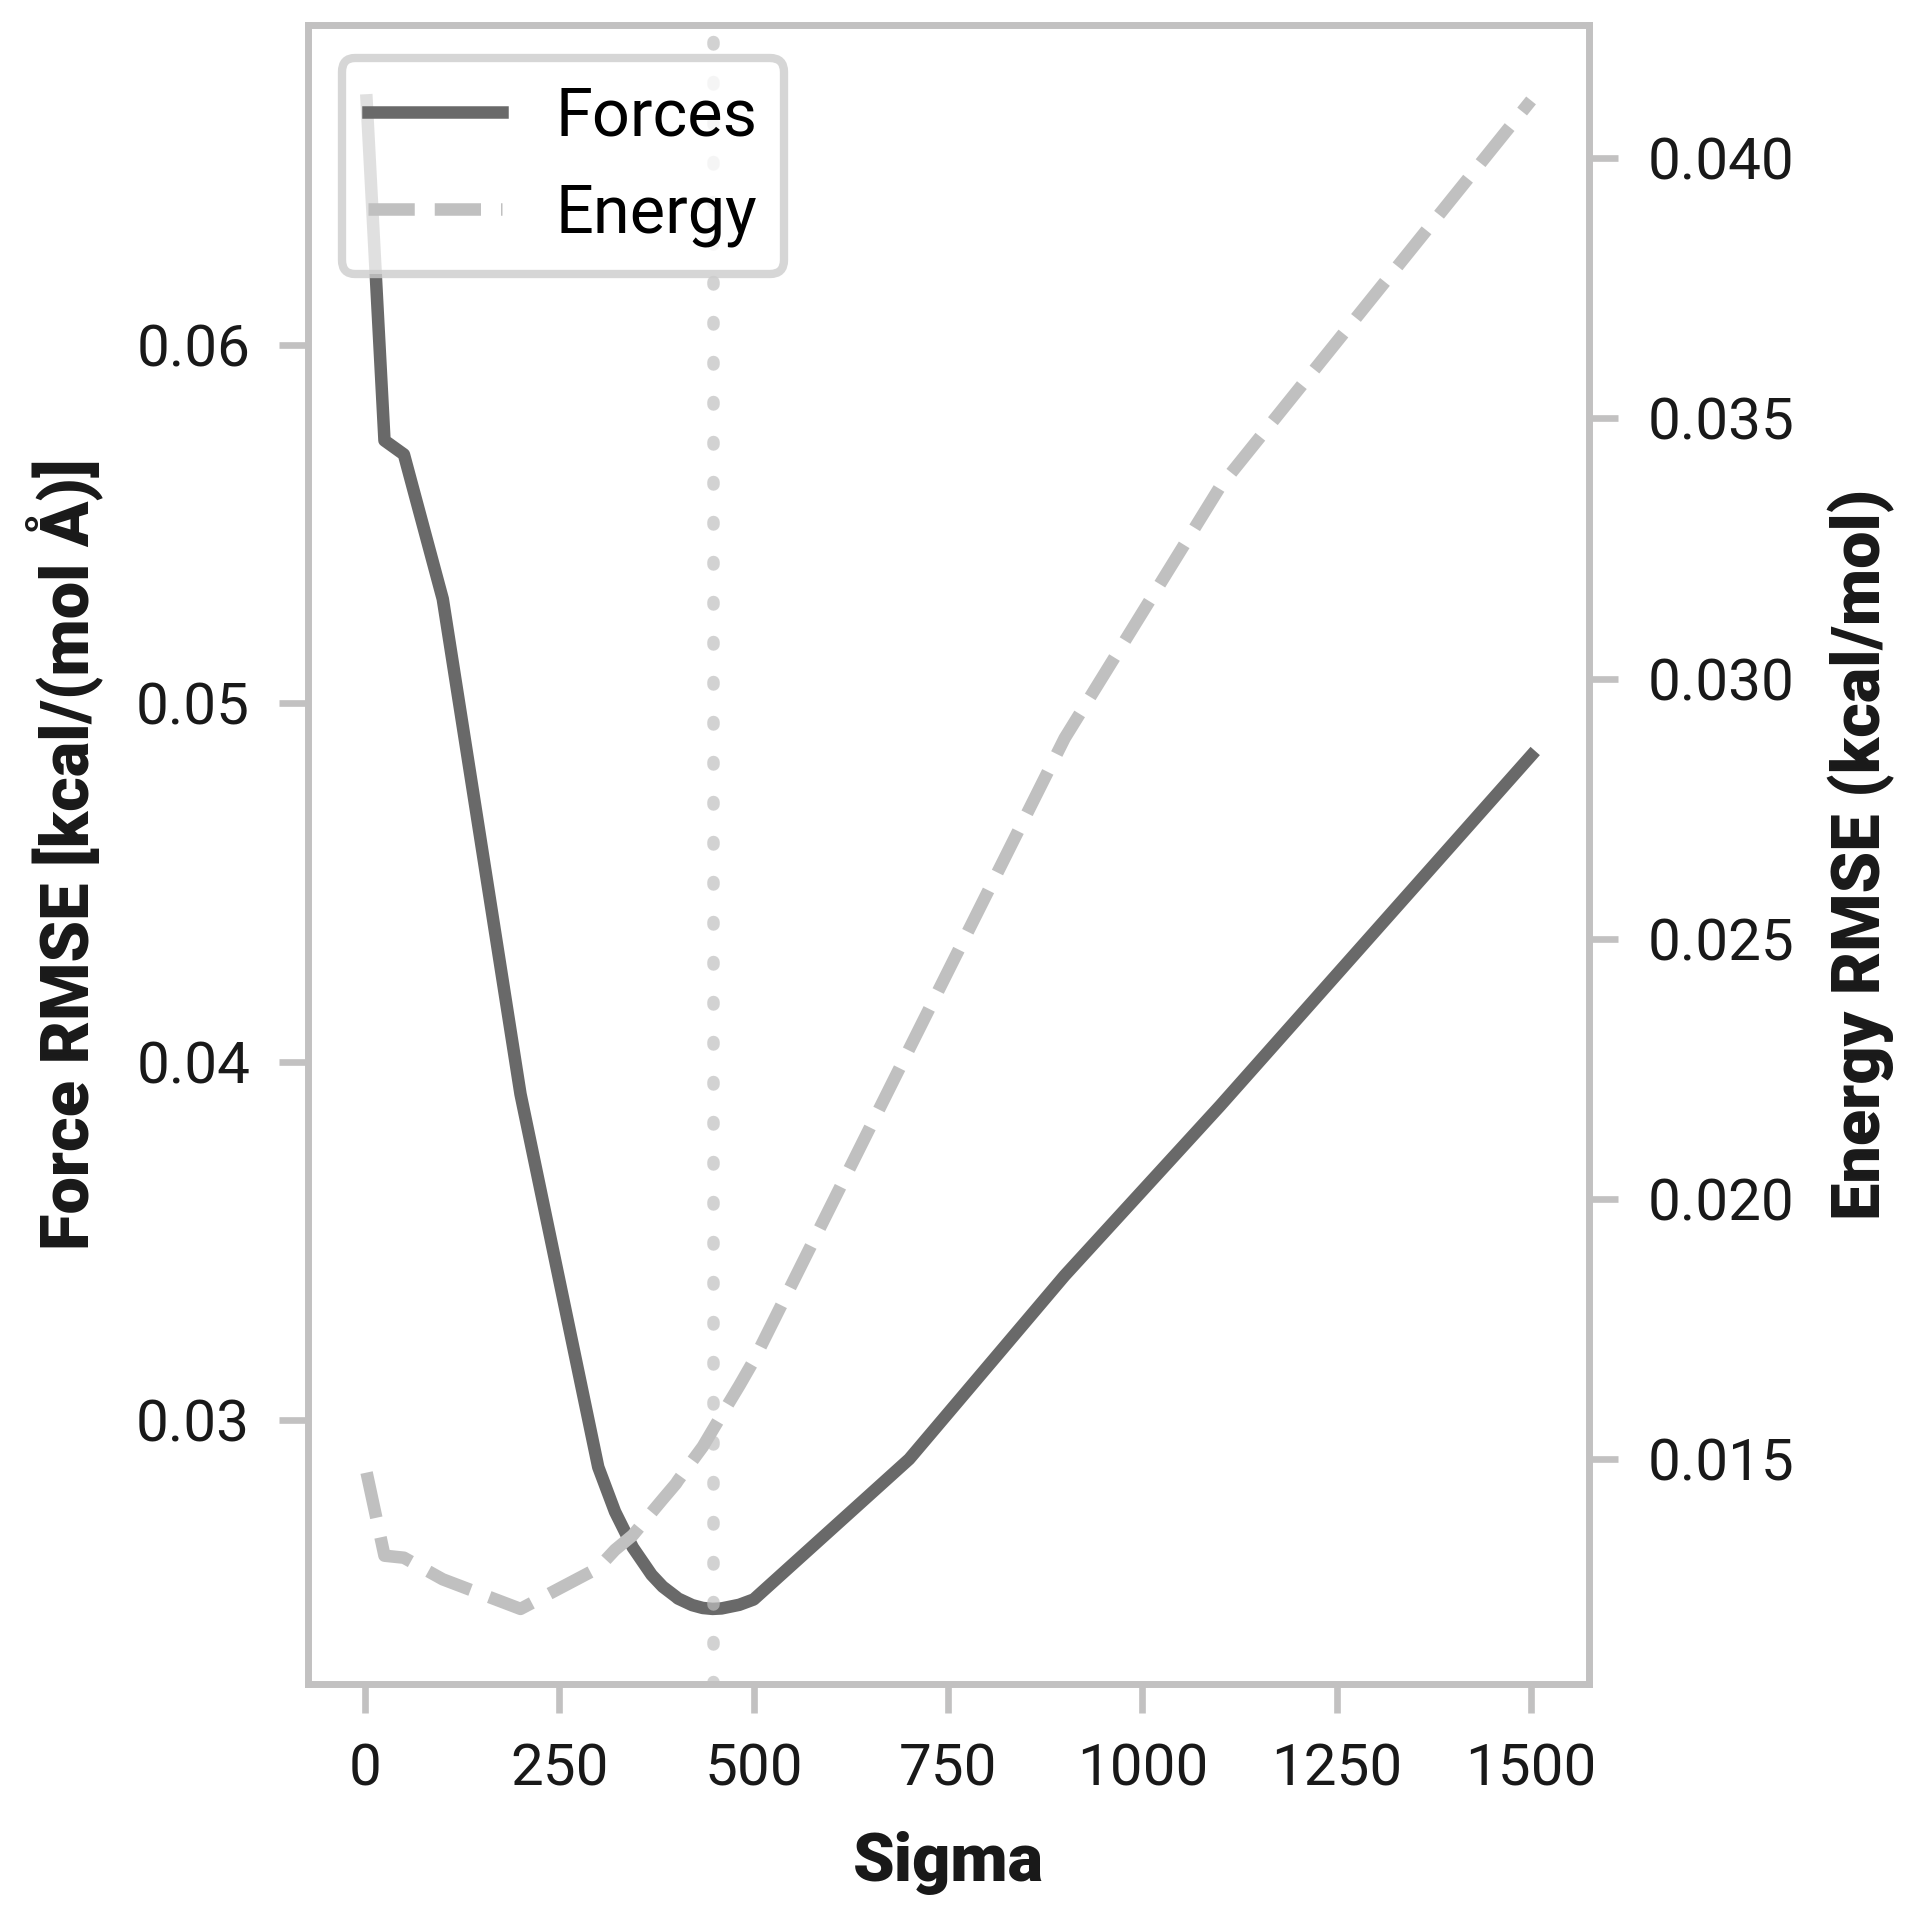 Forces
Energy
Force RMSE [kcal/(mol Å)]
0.06
0.05
0.04
0.03
Energy RMSE (kcal/mol)
0.040
0.035
0.030
0.025
0.020
0.015
0 250 500 750 1000 1250 1500
Sigma